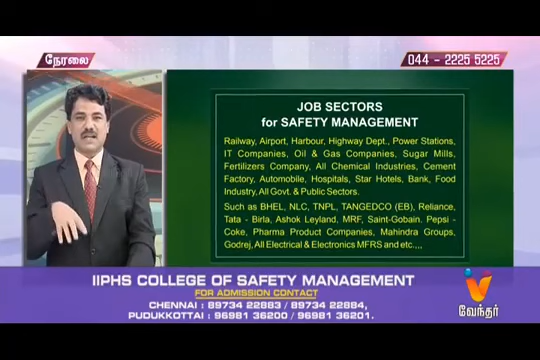 நேரலை
044 - 2225 5225
JOB SECTORS
for SAFETY MANAGEMENT
Railway, Airport, Harbour, Highway Dept., Power Stations,
IT Companies, Oil & Gas Companies, Sugar Mills,
Fertilizers Company, All Chemical Industries, Cement
Factory, Automobile, Hospitals, Star Hotels, Bank, Food
Industry, All Govt. & Public Sectors.
Such as BHEL, NLC, TNPL, TANGEDCO (EB), Reliance,
Tata - Birla, Ashok Leyland, MRF, Saint-Gobain. Pepsi -
Coke, Pharma Product Companies, Mahindra Groups,
Godrej, All Electrical & Electronics MFRS and etc.,,,
IIPHS COLLEGE OF SAFETY MANAGEMENT
FOR ADMISSION CONTACT
CHENNAI : 89734 22883 / 89734 22884,
PUDUKKOTTAI : 96981 36200 / 96981 36201.
வேந்தர்